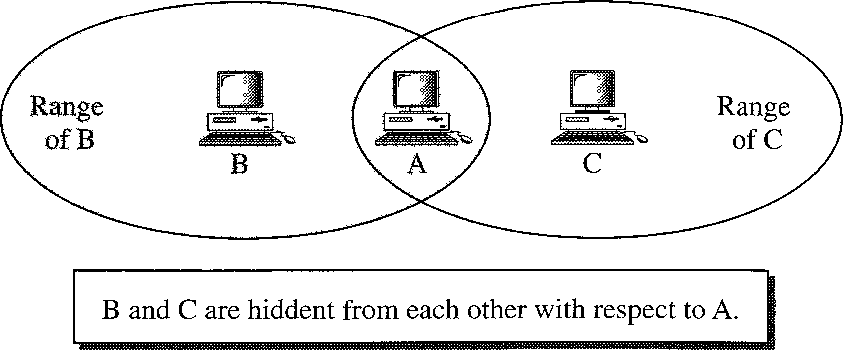 Range
of B
B
A
C
Range
of C
B and C are hiddent from each other with respect to A.